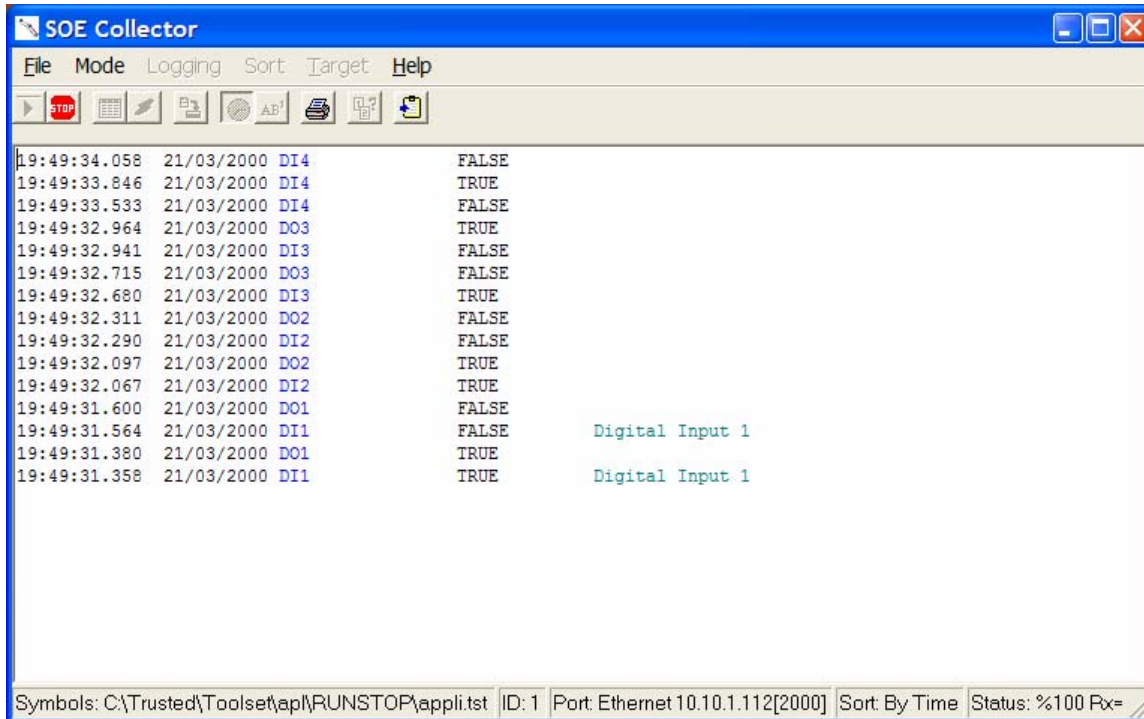 SOE Collector
File Mode Logging Sort Target Help
STOP AB
19:49:34.058 21/03/2000 DI4 FALSE
19:49:33.846 21/03/2000 DI4 TRUE
19:49:33.533 21/03/2000 DI4 FALSE
19:49:32.964 21/03/2000 DO3 TRUE
19:49:32.941 21/03/2000 DI3 FALSE
19:49:32.715 21/03/2000 DO3 FALSE
19:49:32.680 21/03/2000 DI3 TRUE
19:49:32.311 21/03/2000 DO2 FALSE
19:49:32.290 21/03/2000 DI2 FALSE
19:49:32.097 21/03/2000 DO2 TRUE
19:49:32.067 21/03/2000 DI2 TRUE
19:49:31.600 21/03/2000 DO1 FALSE
19:49:31.564 21/03/2000 DI1 FALSE Digital Input 1
19:49:31.380 21/03/2000 DO1 TRUE
19:49:31.358 21/03/2000 DI1 TRUE Digital Input 1
Symbols: C:\Trusted\Toolset\apl\RUNSTOP\appli.tst ID: 1 Port: Ethernet 10.10.1.112[2000] Sort: By Time Status: %100 Rx=